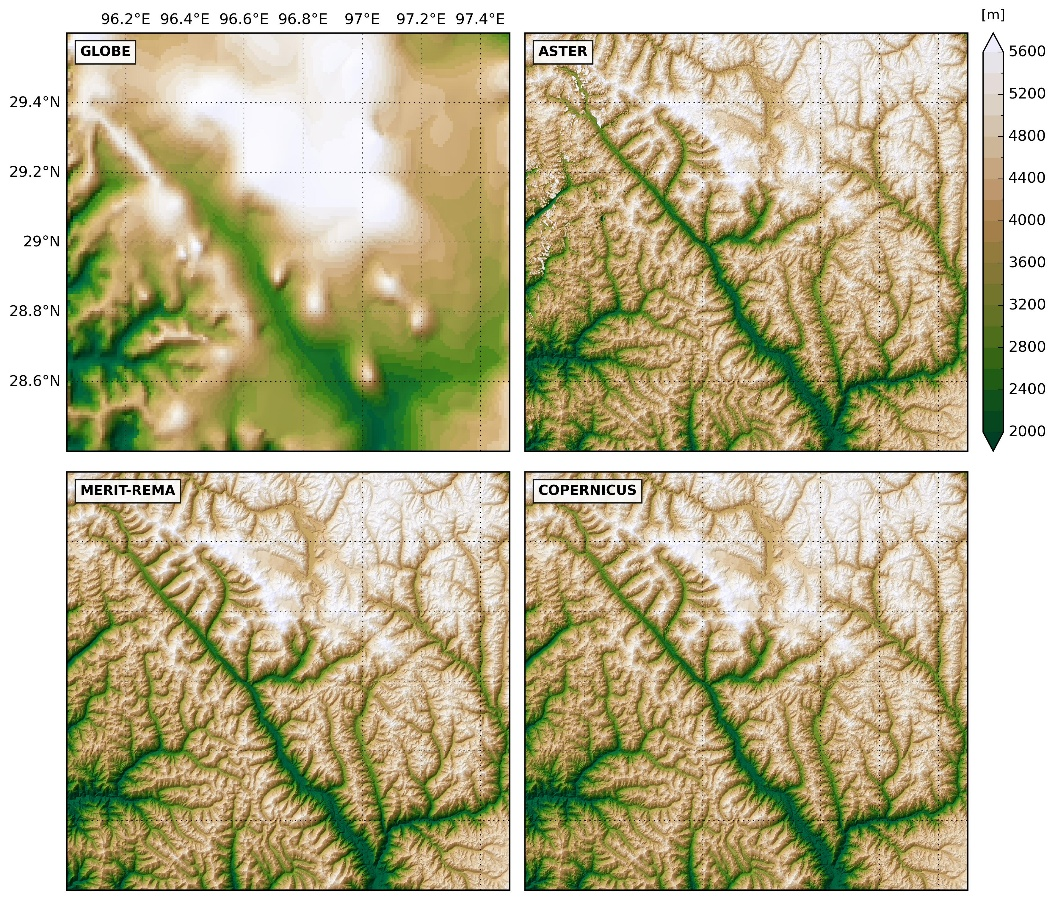 96.2°E 96.4°E 96.6°E 96.8°E 97°E 97.2°E 97.4°E
[m]
GLOBE
ASTER
5600
5200
4800
4400
4000
3600
3200
2800
2400
2000
29.4°N
29.2°N
29°N
28.8°N
28.6°N
MERIT-REMA
COPERNICUS